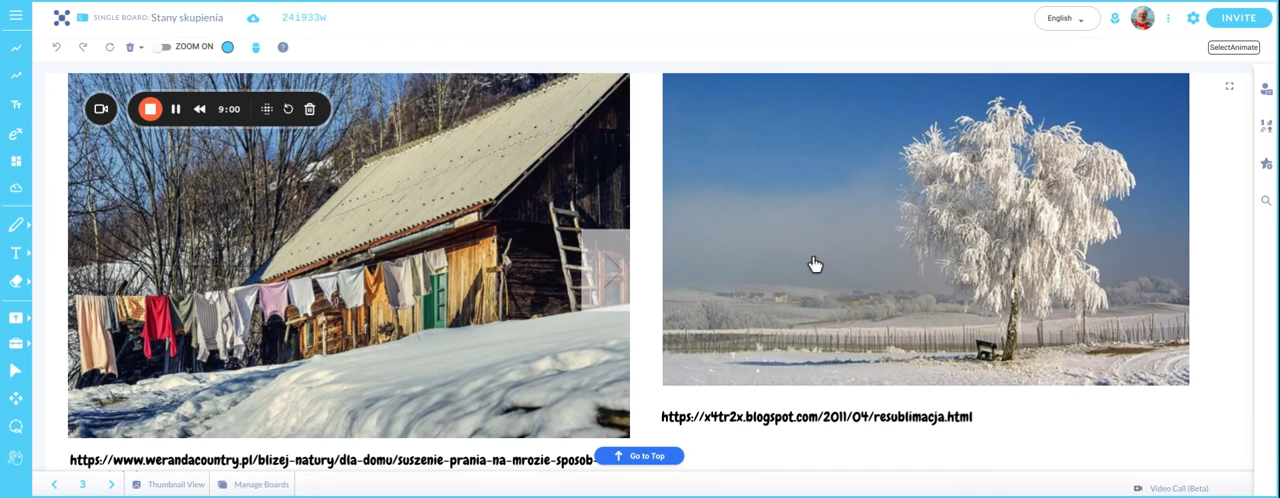 SINGLE BOARD: Stany skupienia
241933w
English
INVITE
ZOOM ON
SelectAnimate
9:00
https://x4tr2x.blogspot.com/2011/04/resublimacja.html
https://www.werandacountry.pl/blizej-natury/dla-domu/suszenie-prania-na-mrozie-sposob-
Go to Top
3
Thumbnail View
Manage Boards
Video Call (Beta)